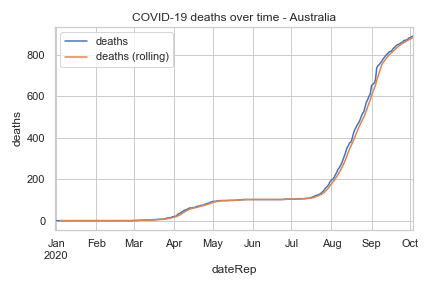 COVID-19 deaths over time - Australia
deaths
deaths (rolling)
800
600
400
200
0
deaths
Jan Feb Mar Apr May Jun Jul Aug Sep Oct
2020
dateRep